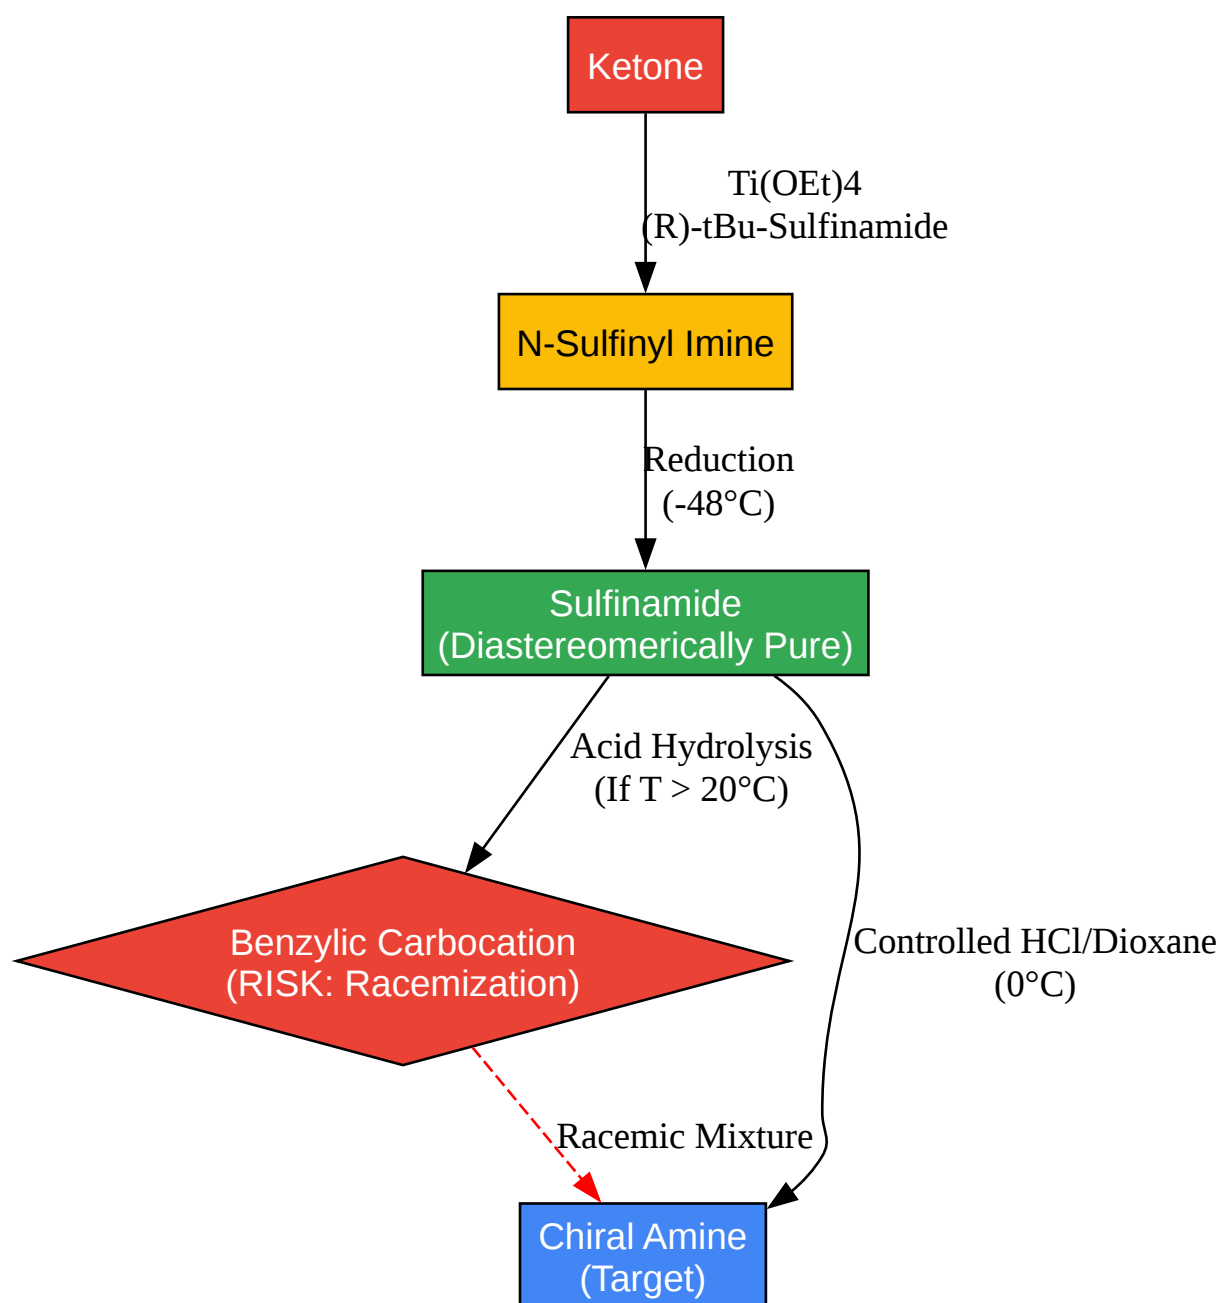 Ketone
Ti(OEt)4
(R)-tBu-Sulfinamide
N-Sulfinyl Imine
Reduction
(-48°C)
Sulfinamide
(Diastereomerically Pure)
Acid Hydrolysis
(If T > 20°C)
Controlled HCl/Dioxane
(0°C)
Benzylic Carbocation
(RISK: Racemization)
Racemic Mixture
Chiral Amine
(Target)